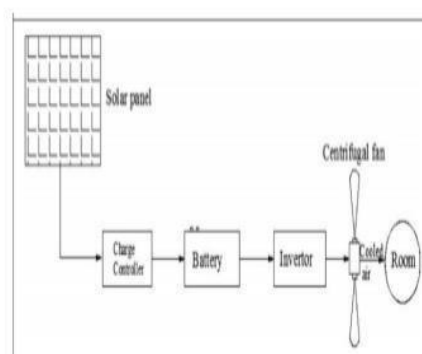 Solar panel
Centrifugal fan
Charge
Controller
Battery
Invertor
Cooled
air
Room